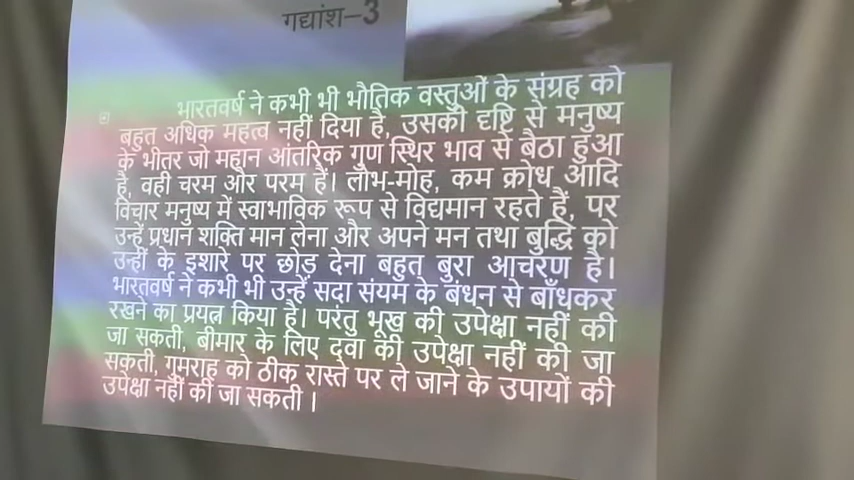 गद्यांश-3
भारतवर्ष ने कभी भी भौतिक वस्तुओं के संग्रह को
बहुत अधिक महत्व नहीं दिया है, उसकी दृष्टि से मनुष्य
के भीतर जो महान आंतरिक गुण स्थिर भाव से बैठा हुआ
है, वही चरम और परम हैं। लोभ-मोह, कम क्रोध आदि
विचार मनुष्य में स्वाभाविक रूप से विद्यमान रहते हैं, पर
उन्हें प्रधान शक्ति मान लेना और अपने मन तथा बुद्धि को
उन्हीं के इशारे पर छोड़ देना बहुत बुरा आचरण है।
भारतवर्ष ने कभी भी उन्हें सदा संयम के बंधन से बाँधकर
रखने का प्रयत्न किया है। परंतु भूख की उपेक्षा नहीं की
जा सकती, बीमार के लिए दवा की उपेक्षा नहीं की जा
सकती, गुमराह को ठीक रास्ते पर ले जाने के उपायों की
उपेक्षा नहीं की जा सकती ।